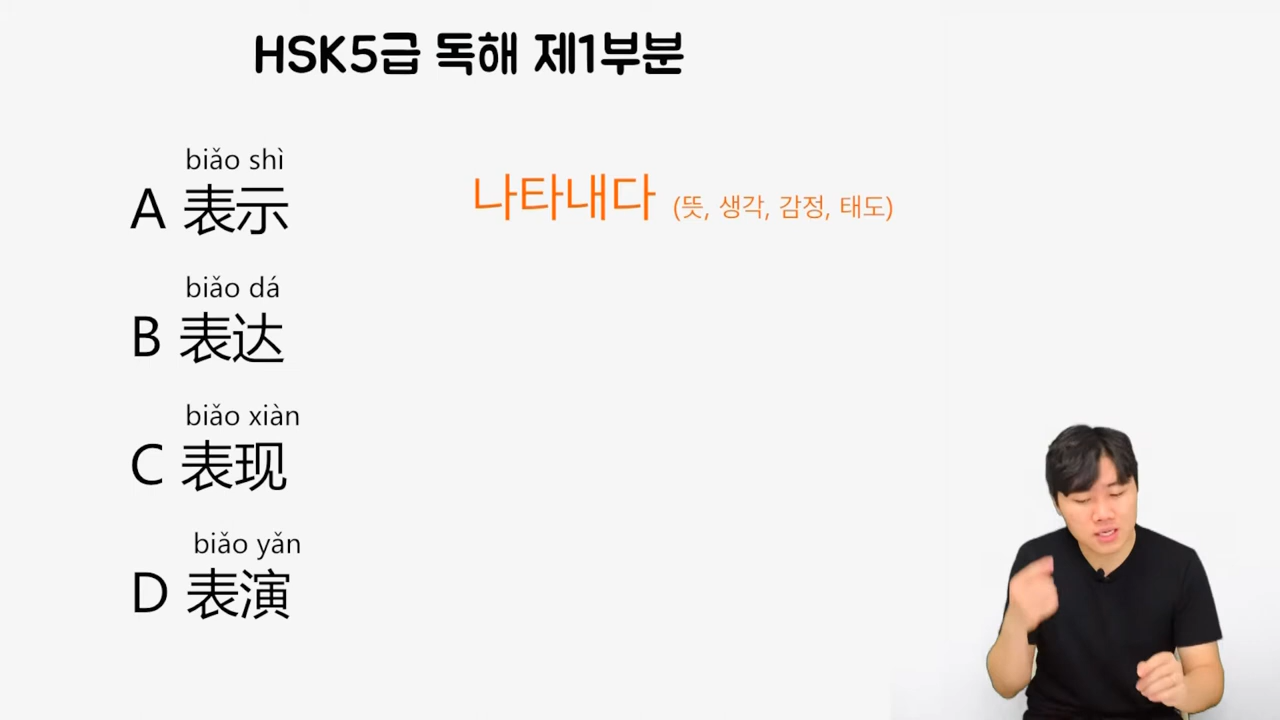 HSK5급 독해 제1부분
biǎo shì
A 表示
나타내다 (뜻, 생각, 감정, 태도)
biǎo dá
B 表达
biǎo xiàn
C 表现
biǎo yǎn
D 表演